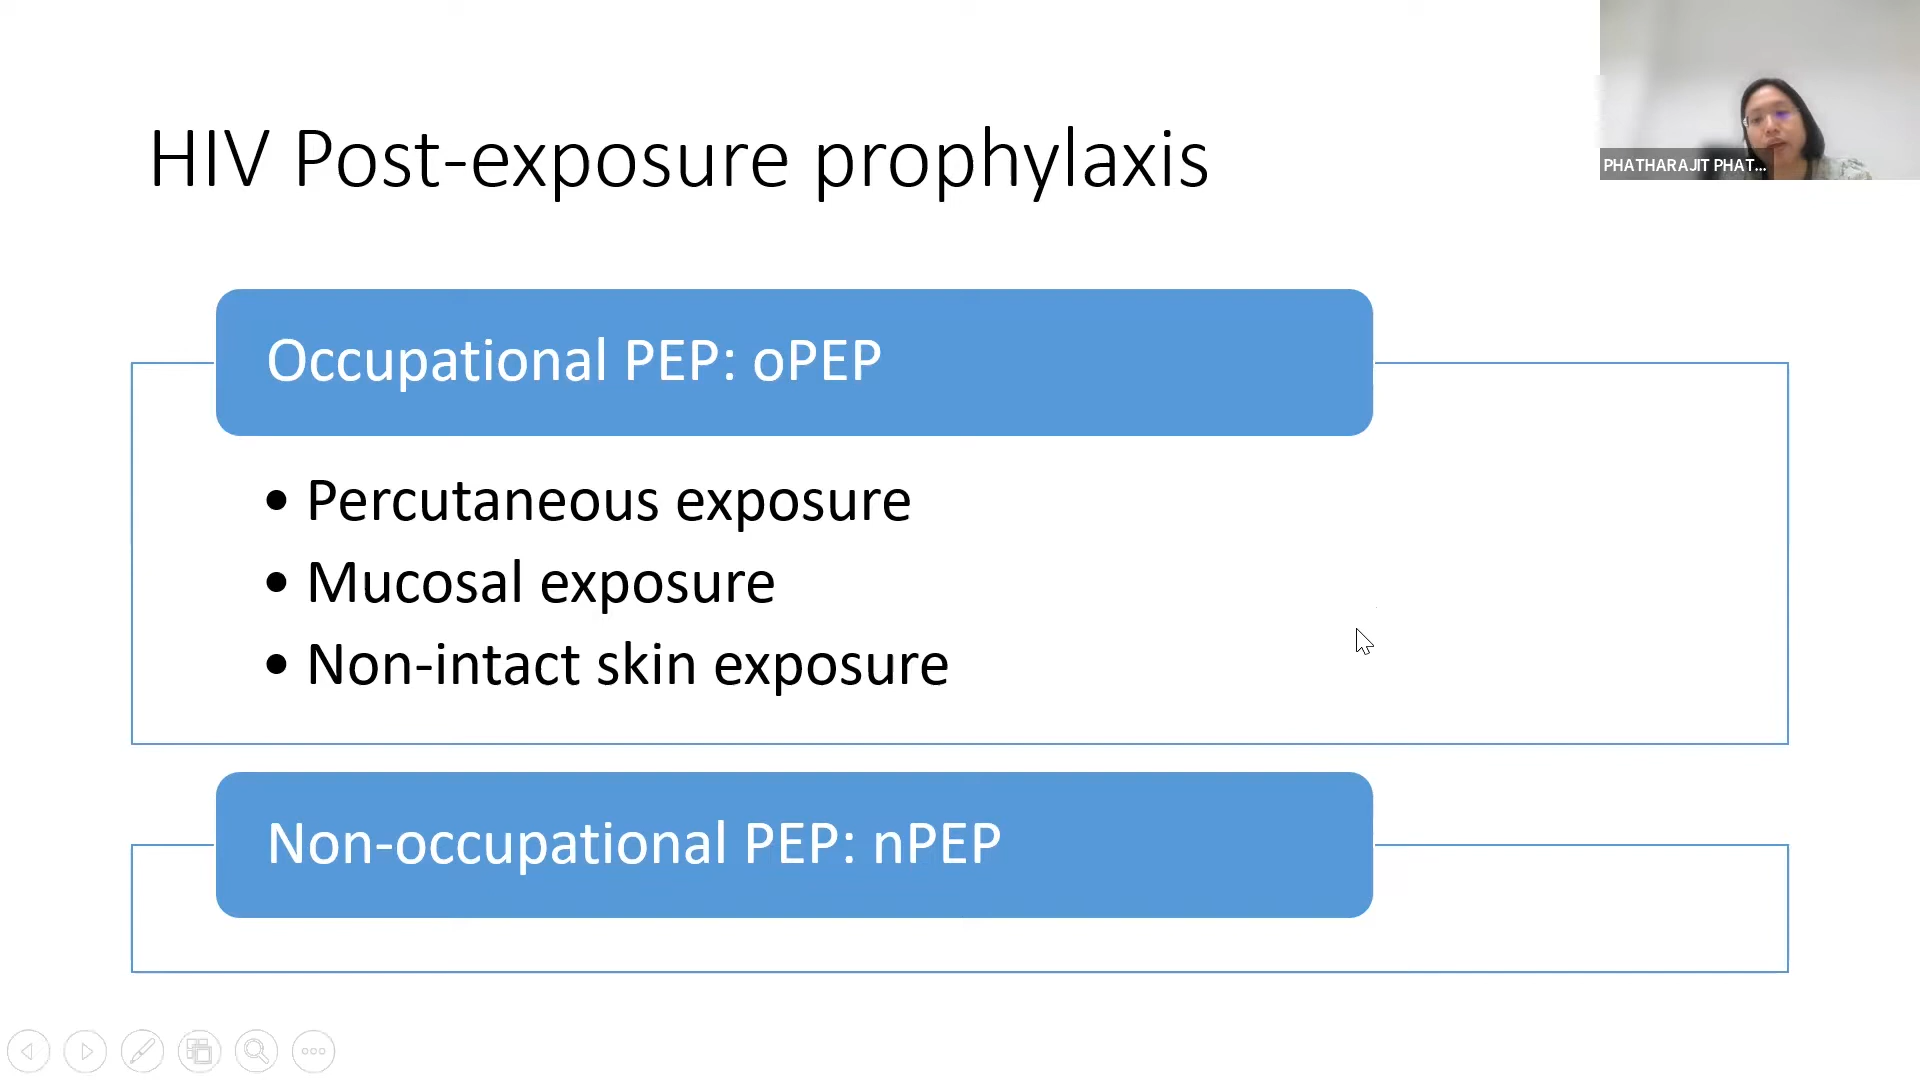 HIV Post-exposure prophylaxis
PHATHARAJIT PHAT...
Occupational PEP: oPEP
• Percutaneous exposure
• Mucosal exposure
• Non-intact skin exposure
Non-occupational PEP: nPEP